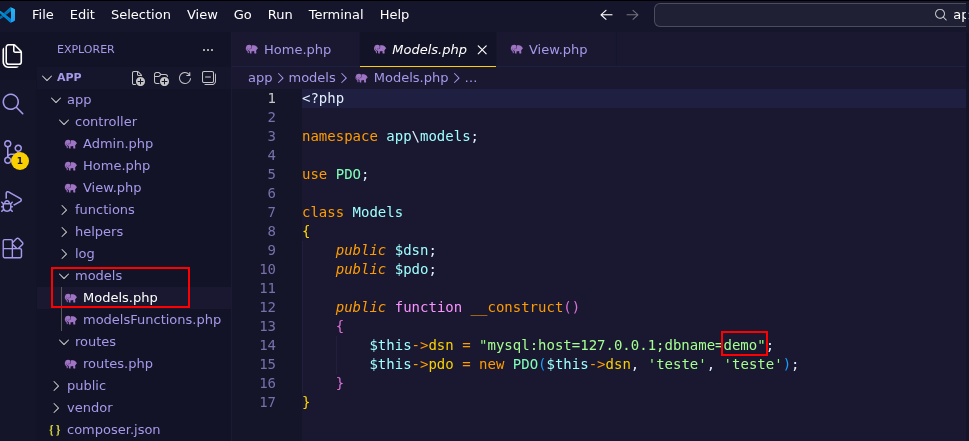 File Edit Selection View Go Run Terminal Help
ap
EXPLORER ...
Home.php Models.php View.php
APP
app > models > Models.php > ...
app
controller
Admin.php
Home.php
View.php
functions
helpers
log
models
Models.php
modelsFunctions.php
routes
routes.php
public
vendor
{} composer.json
1
1 <?php
2
3 namespace app\models;
4
5 use PDO;
6
7 class Models
8 {
9 public $dsn;
10 public $pdo;
11
12 public function __construct()
13 {
14 $this->dsn = "mysql:host=127.0.0.1;dbname=demo";
15 $this->pdo = new PDO($this->dsn, 'teste', 'teste');
16 }
17 }